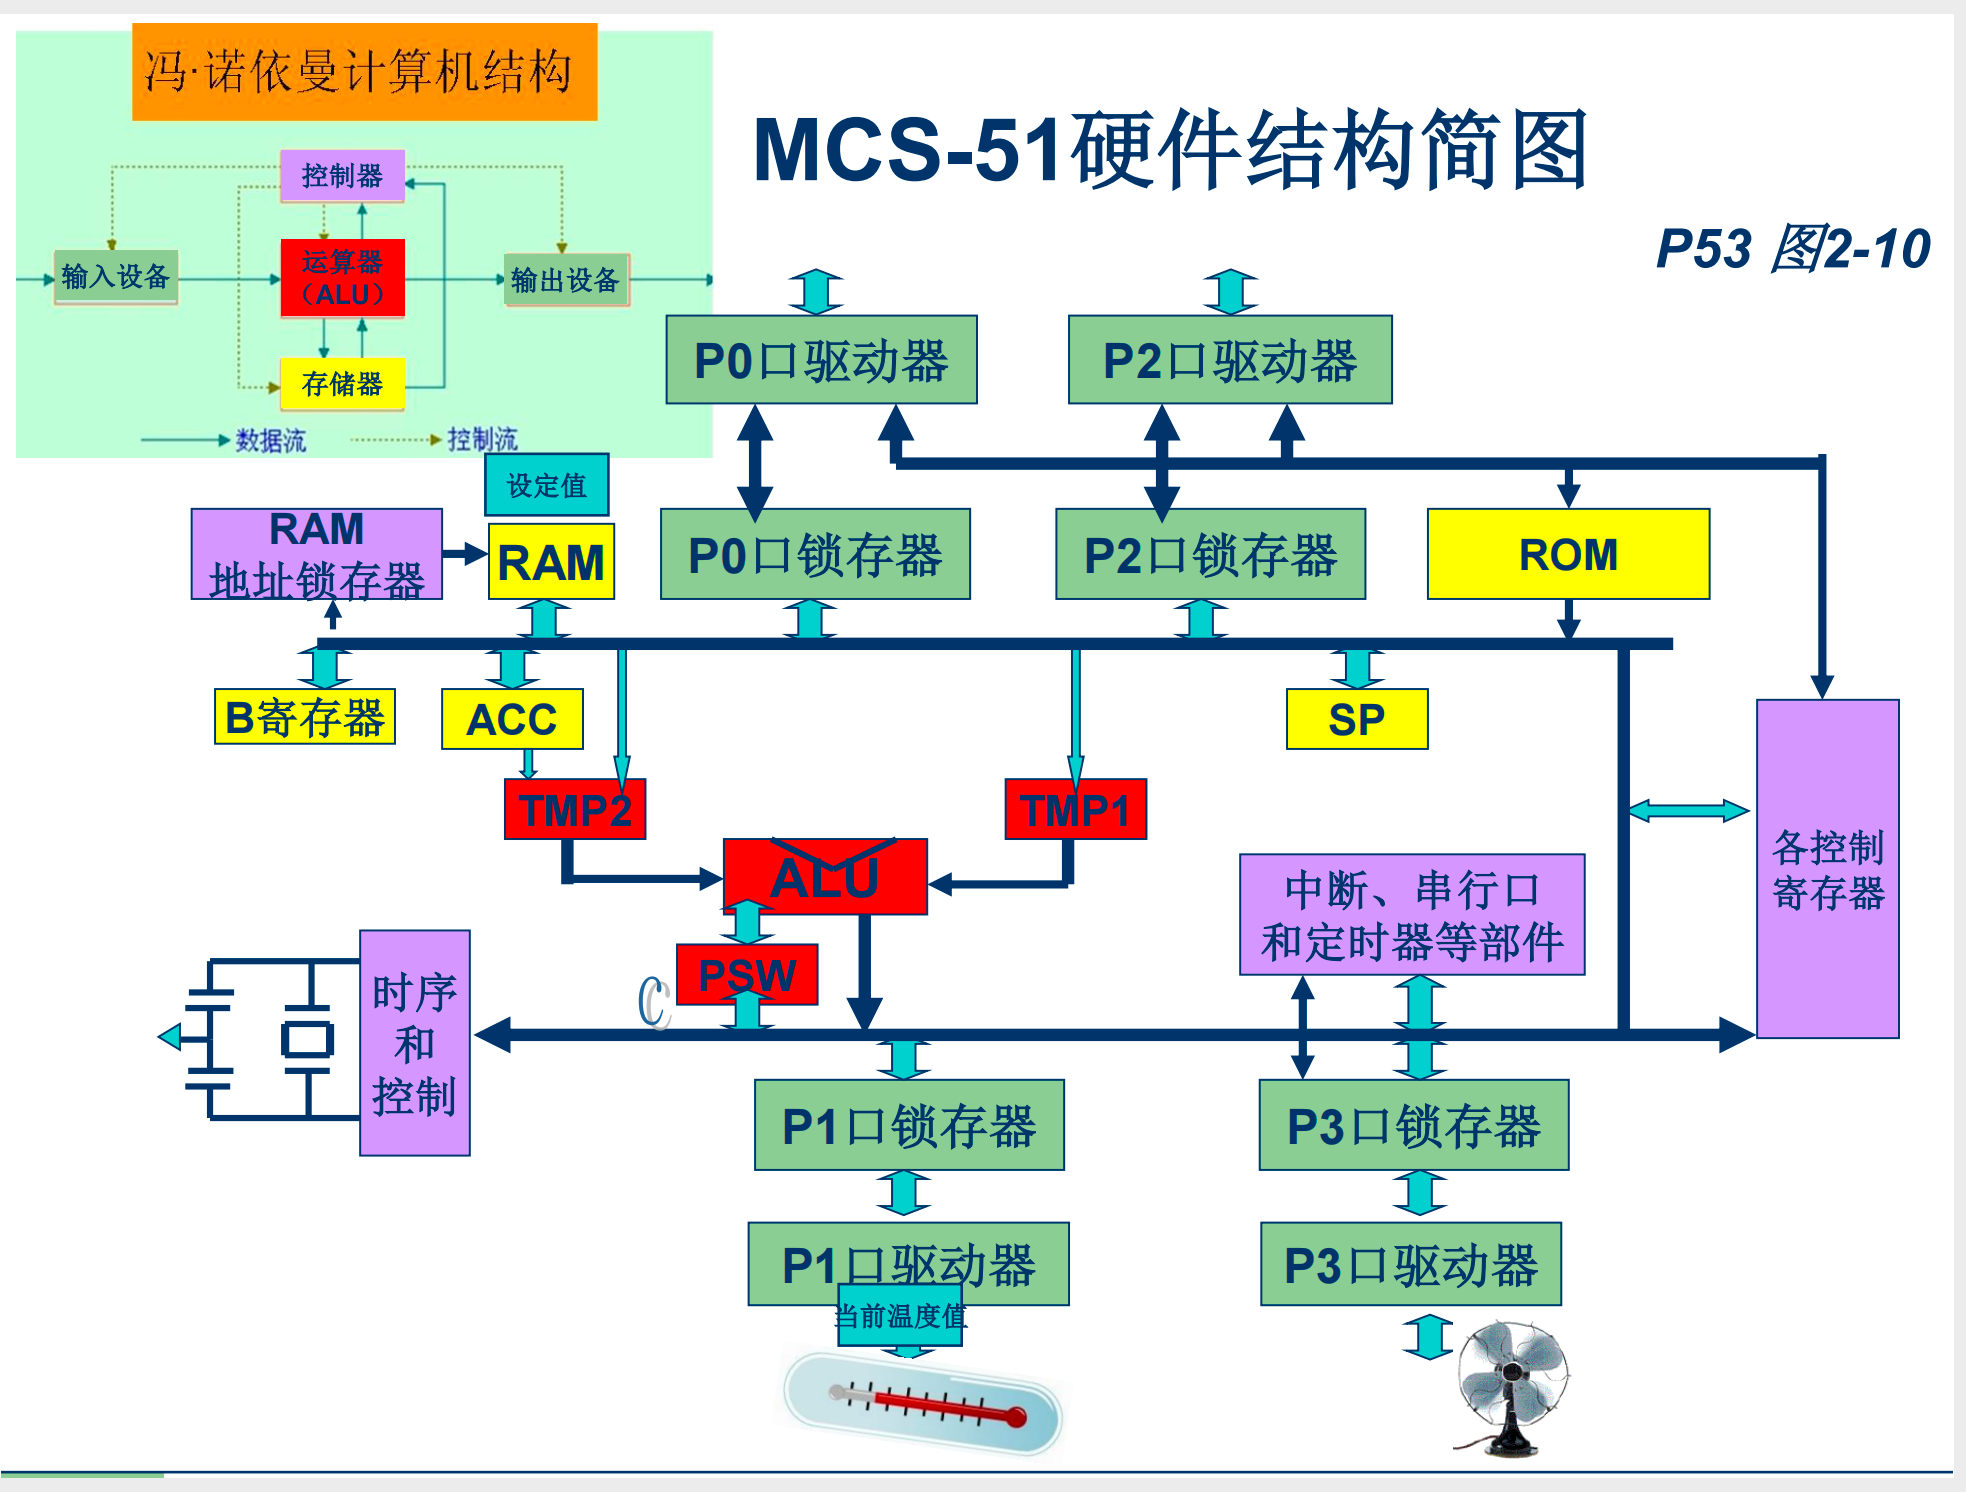 冯·诺依曼计算机结构
MCS-51硬件结构简图
P53 图2-10
控制器
输入设备
运算器
（ALU）
输出设备
存储器
数据流
控制流
P0口驱动器
P2口驱动器
设定值
RAM
地址锁存器
RAM
P0口锁存器
P2口锁存器
ROM
B寄存器
ACC
SP
TMP2
TMP1
ALU
各控制
寄存器
中断、串行口
和定时器等部件
PSW
C
时序
和
控制
P1口锁存器
P3口锁存器
P1口驱动器
P3口驱动器
当前温度值